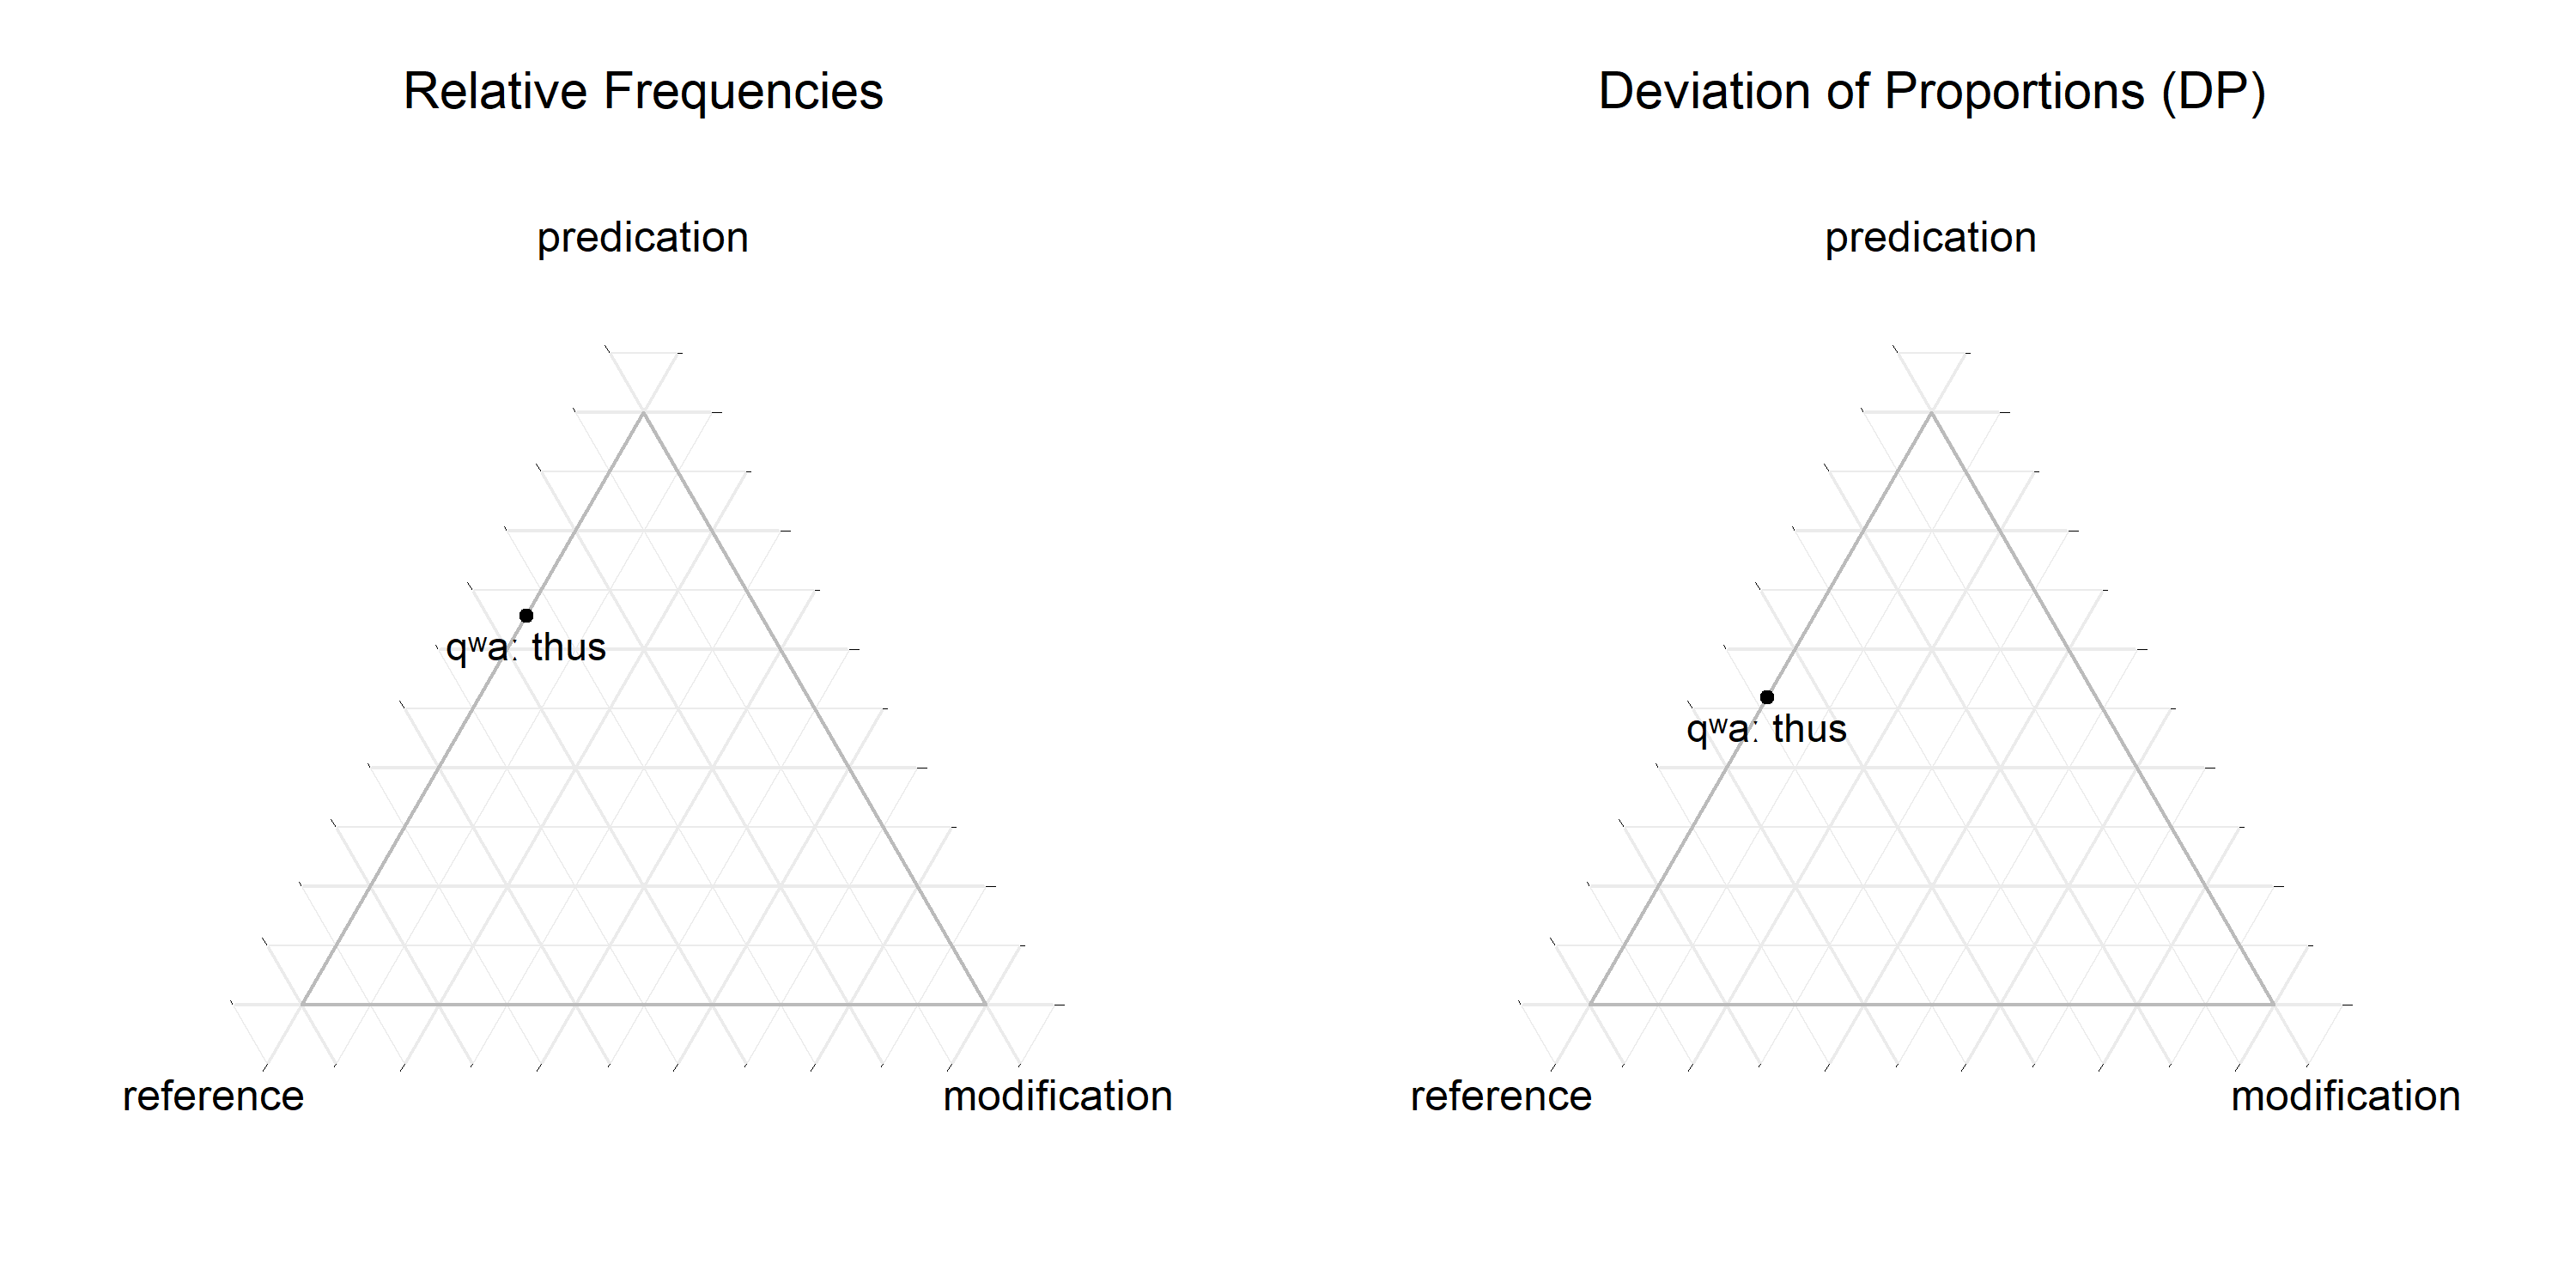 Relative Frequencies
predication
qʷaː thus
reference
modification
Deviation of Proportions (DP)
predication
qʷaː thus
reference
modification